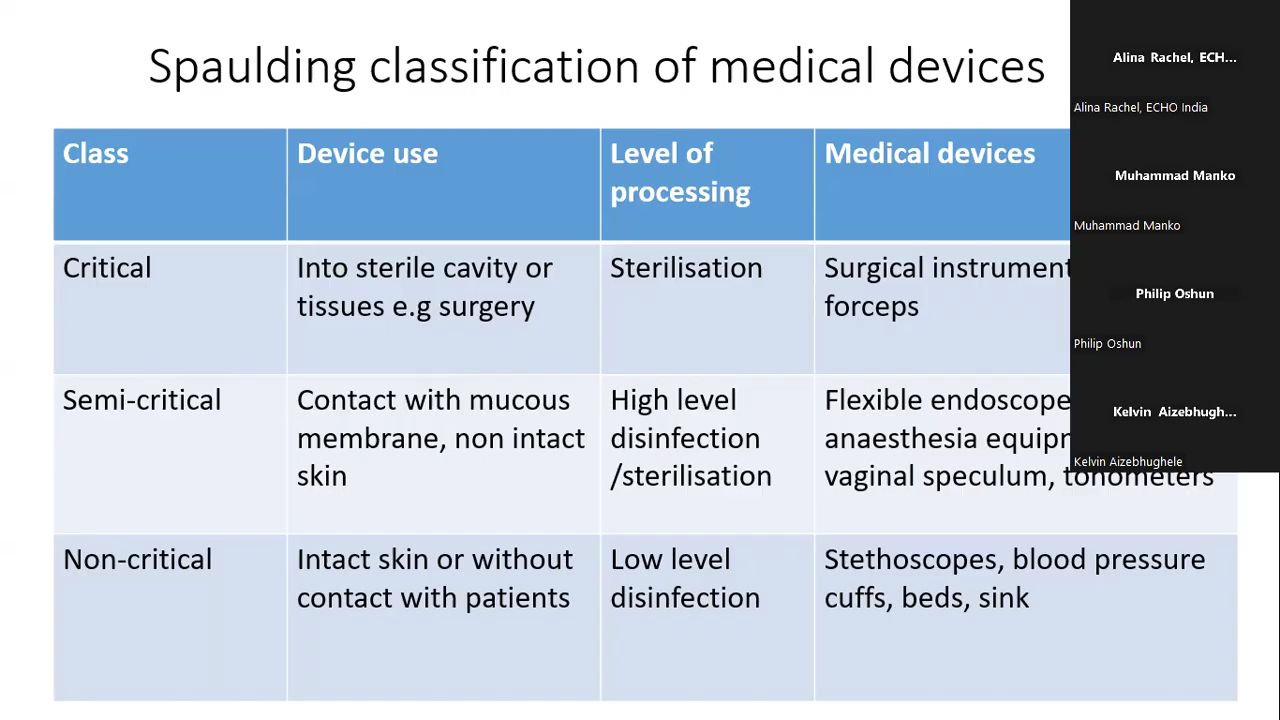 Spaulding classification of medical devices
Class
Device use
Level of
processing
Medical devices
Critical
Into sterile cavity or
tissues e.g surgery
Sterilisation
Surgical instrument
forceps
Semi-critical
Contact with mucous
membrane, non intact
skin
High level
disinfection
/sterilisation
Flexible endoscope
anaesthesia
vaginal speculum, tonometers
Non-critical
Intact skin or without
contact with patients
Low level
disinfection
Stethoscopes, blood pressure
cuffs, beds, sink
Alina Rachel, ECH...
Alina Rachel, ECHO India
Muhammad Manko
Muhammad Manko
Philip Oshun
Philip Oshun
Kelvin Aizebhugh...
Kelvin Aizebhughele